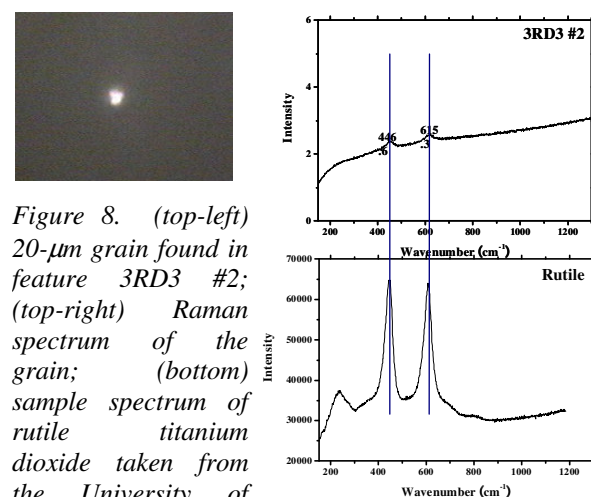 Figure 8. (top-left)
20-μm grain found in
feature 3RD3 #2;
(top-right) Raman
spectrum of the
grain; (bottom)
sample spectrum of
rutile titanium
dioxide taken from
the University of
3RD3 #2
Intensity
6
4
2
0
446
.6
615
.3
200 400 600 800 1000 1200
Wavenumber (cm⁻¹)
Rutile
Intensity
70000
60000
50000
40000
30000
20000
200 400 600 800 1000 1200
Wavenumber (cm⁻¹)